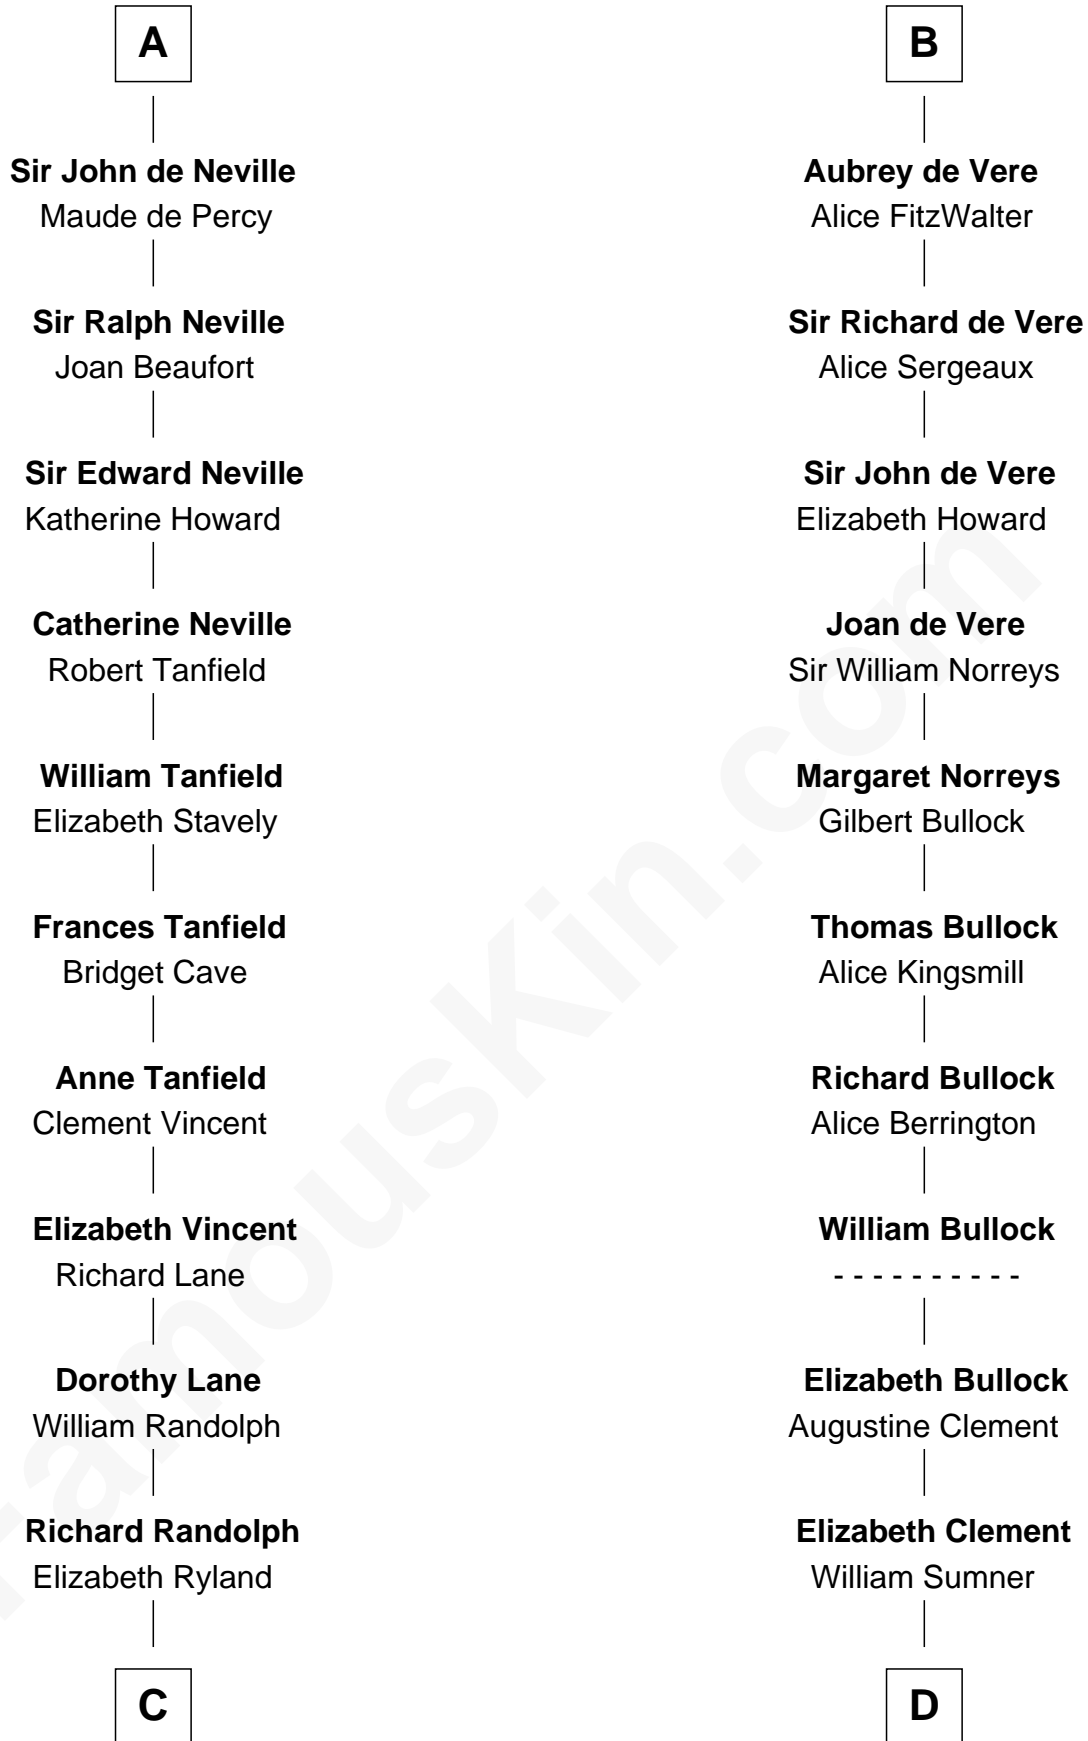 A
Sir John de Neville
Maude de Percy
Sir Ralph Neville
Joan Beaufort
Sir Edward Neville
Katherine Howard
Catherine Neville
Robert Tanfield
William Tanfield
Elizabeth Stavely
Frances Tanfield
Bridget Cave
Anne Tanfield
Clement Vincent
Elizabeth Vincent
Richard Lane
Dorothy Lane
William Randolph
Richard Randolph
Elizabeth Ryland
C
B
Aubrey de Vere
Alice FitzWalter
Sir Richard de Vere
Alice Sergeaux
Sir John de Vere
Elizabeth Howard
Joan de Vere
Sir William Norreys
Margaret Norreys
Gilbert Bullock
Thomas Bullock
Alice Kingsmill
Richard Bullock
Alice Berrington
William Bullock
- - - - - - - - - -
Elizabeth Bullock
Augustine Clement
Elizabeth Clement
William Sumner
D
FamousKin.com